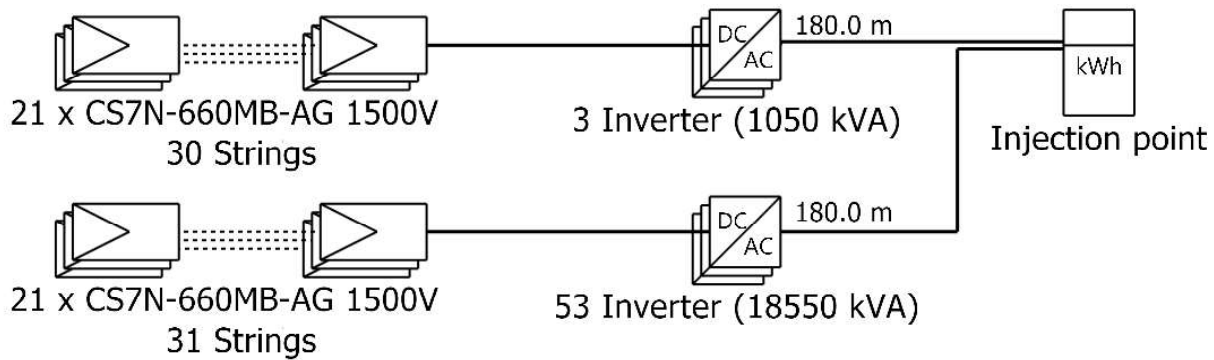 DC
AC
180.0 m
kWh
21 x CS7N-660MB-AG 1500V
30 Strings
3 Inverter (1050 kVA)
Injection point
DC
AC
180.0 m
21 x CS7N-660MB-AG 1500V
31 Strings
53 Inverter (18550 kVA)